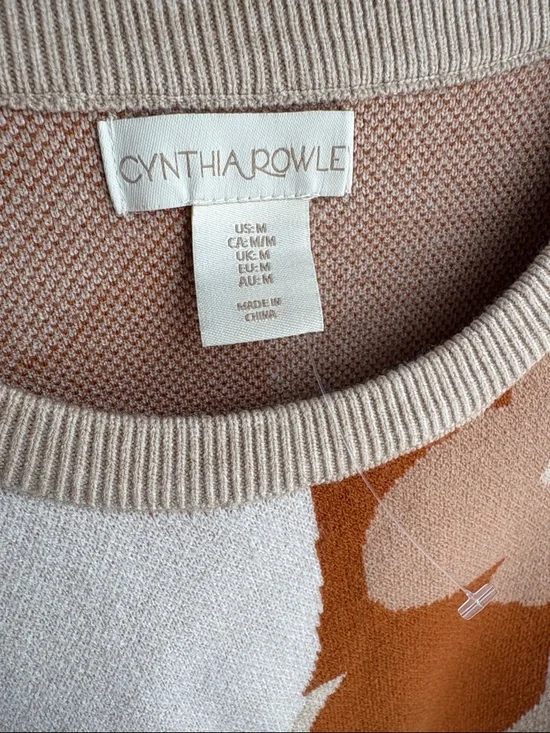 CYNTHIA ROWLE
US: M
CA: M/M
UK: M
EU: M
AU: M
MADE IN
CHINA